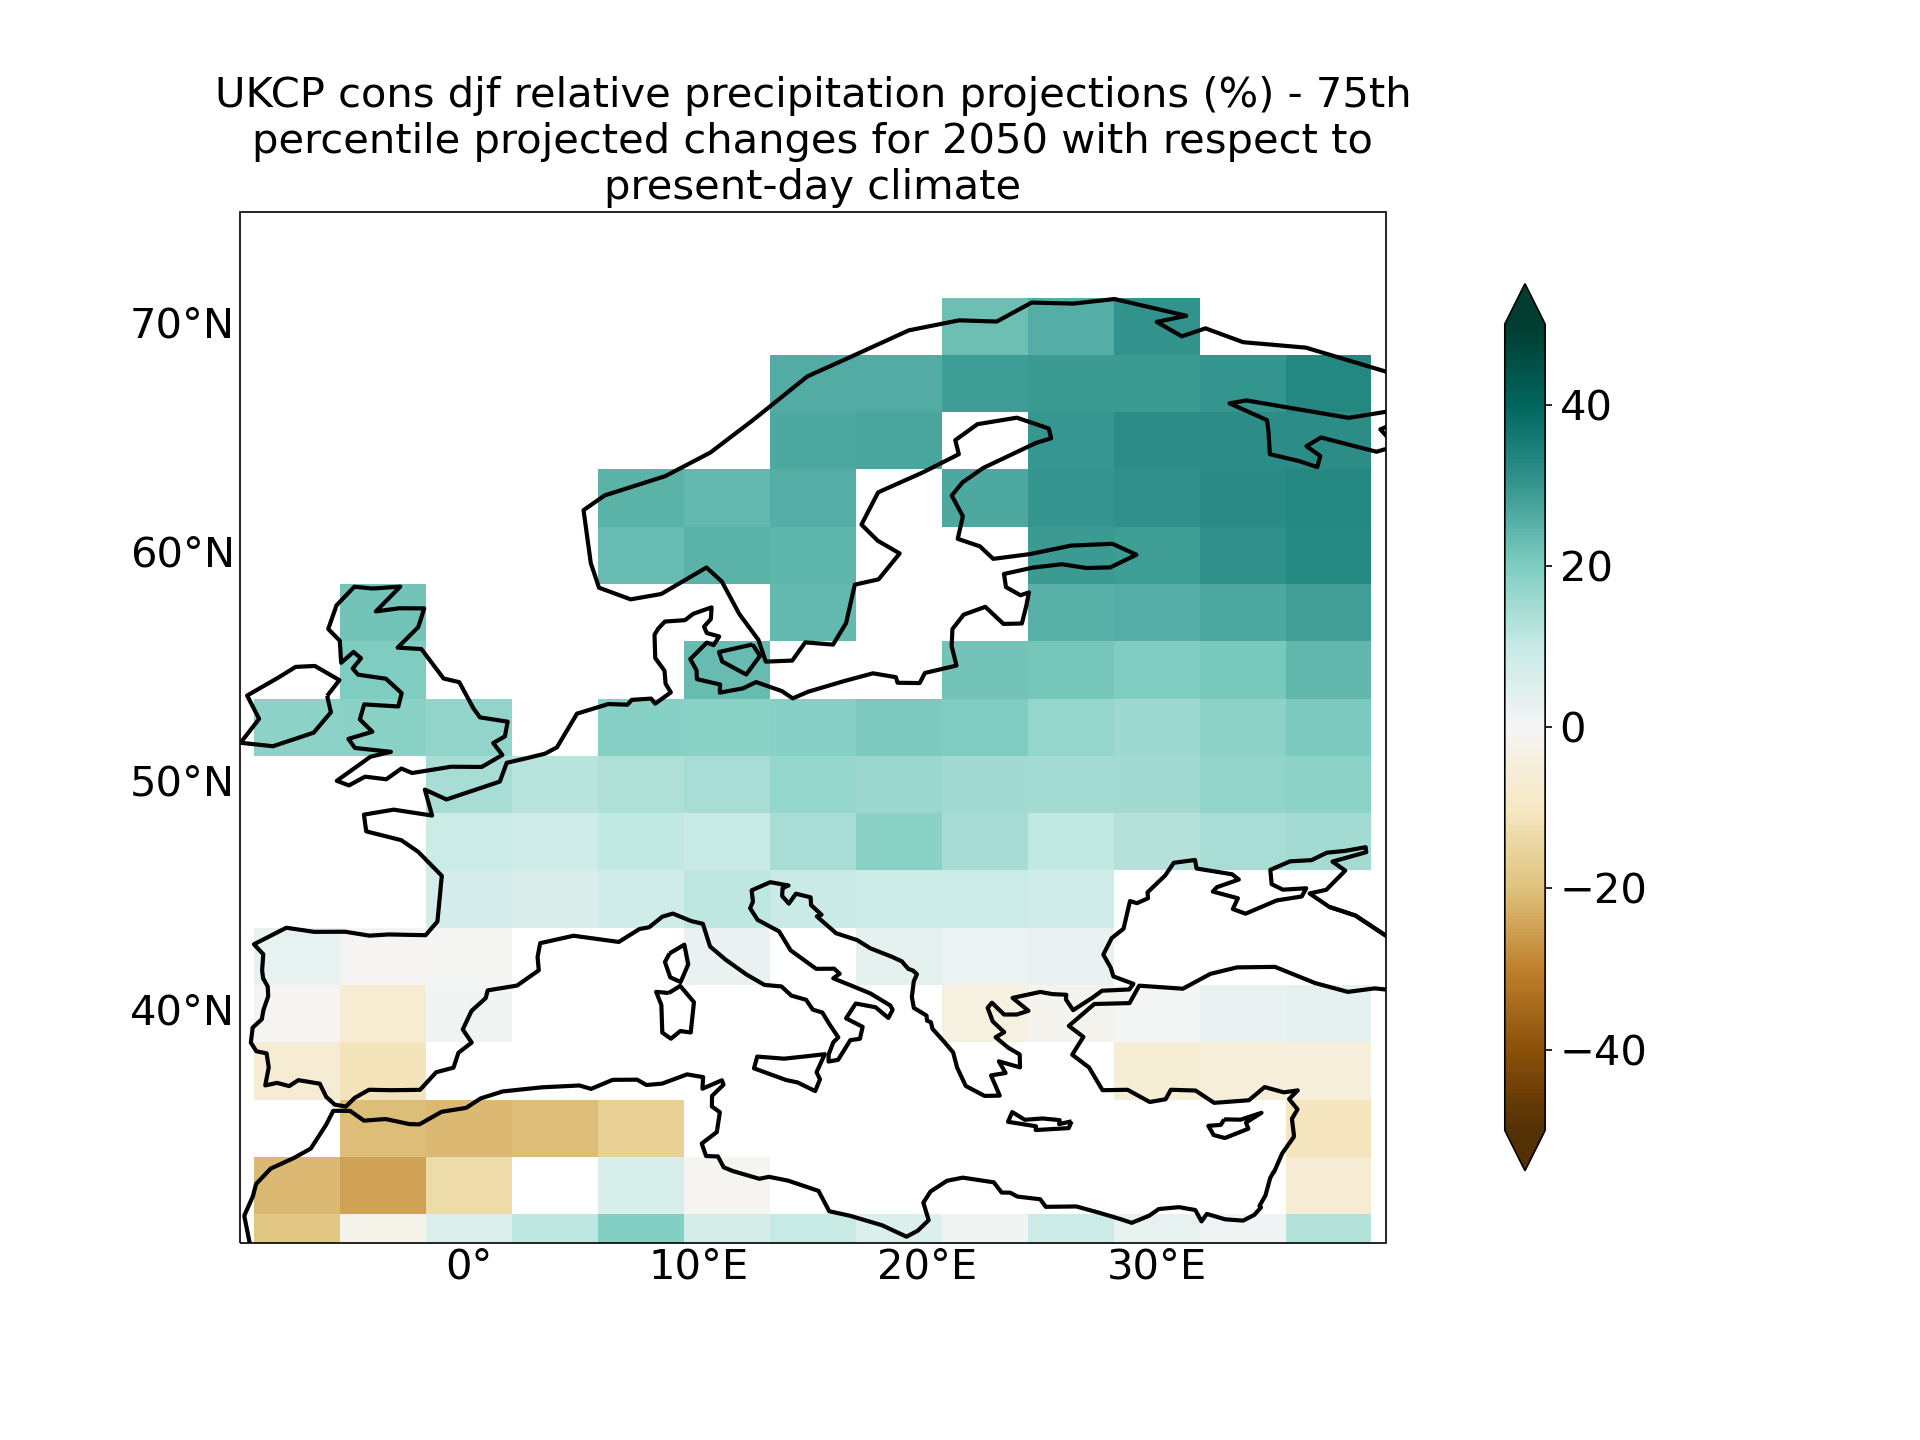 UKCP cons djf relative precipitation projections (%) - 75th
percentile projected changes for 2050 with respect to
present-day climate
70°N
60°N
50°N
40°N
0°
10°E
20°E
30°E
40
20
0
−20
−40